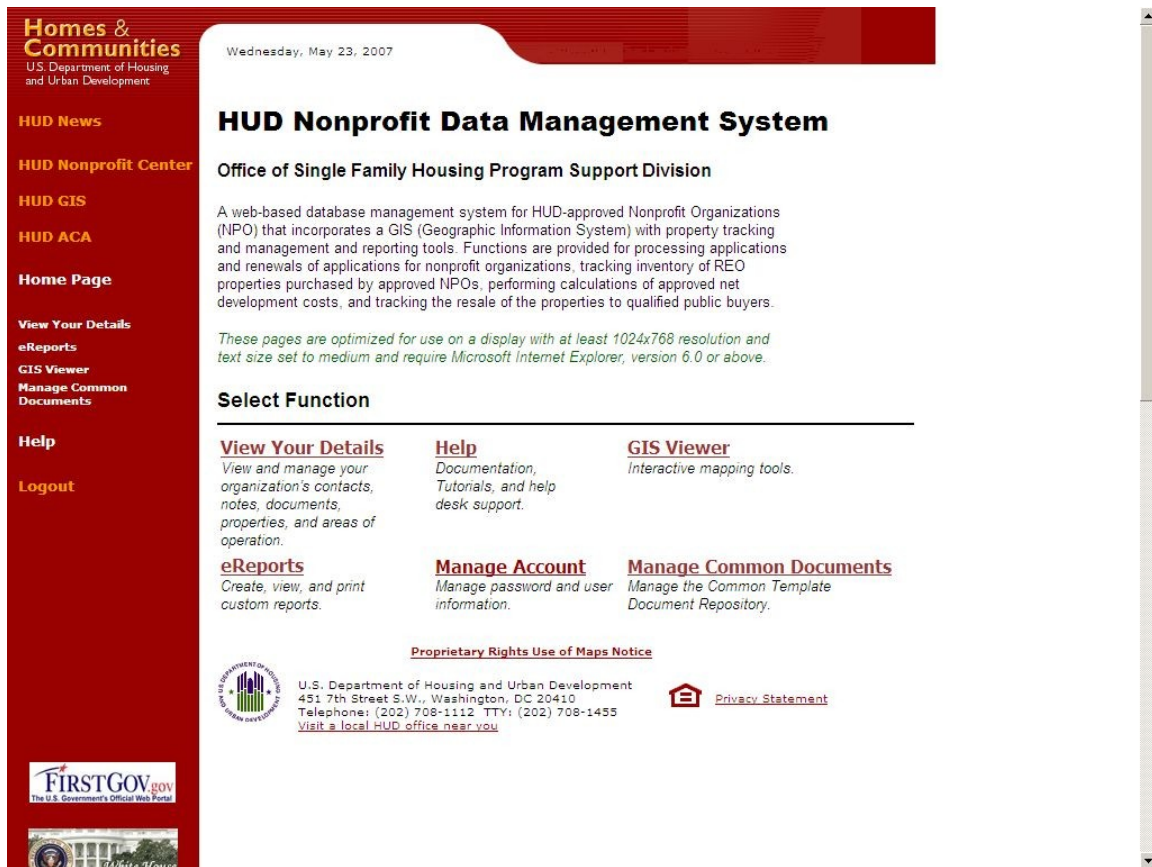 Homes &
Communities
U.S. Department of Housing
and Urban Development
Wednesday, May 23, 2007
HUD News
HUD Nonprofit Center
HUD GIS
HUD ACA
Home Page
View Your Details
eReports
GIS Viewer
Manage Common
Documents
Help
Logout
HUD Nonprofit Data Management System
Office of Single Family Housing Program Support Division
A web-based database management system for HUD-approved Nonprofit Organizations
(NPO) that incorporates a GIS (Geographic Information System) with property tracking
and management and reporting tools. Functions are provided for processing applications
and renewals of applications for nonprofit organizations, tracking inventory of REO
properties purchased by approved NPOs, performing calculations of approved net
development costs, and tracking the resale of the properties to qualified public buyers.
These pages are optimized for use on a display with at least 1024x768 resolution and
text size set to medium and require Microsoft Internet Explorer, version 6.0 or above.
Select Function
View Your Details
View and manage your
organization's contacts,
notes, documents,
properties, and areas of
operation.
Help
Documentation,
Tutorials, and help
desk support.
GIS Viewer
Interactive mapping tools.
eReports
Create, view, and print
custom reports.
Manage Account
Manage password and user
information.
Manage Common Documents
Manage the Common Template
Document Repository.
Proprietary Rights Use of Maps Notice
U.S. DEPARTMENT OF HOUSING AND URBAN DEVELOPMENT
U.S. Department of Housing and Urban Development
451 7th Street S.W., Washington, DC 20410
Telephone: (202) 708-1112 TTY: (202) 708-1455
Visit a local HUD office near you
Privacy Statement
FIRSTGOV.gov
The U.S. Government's Official Web Portal
White House